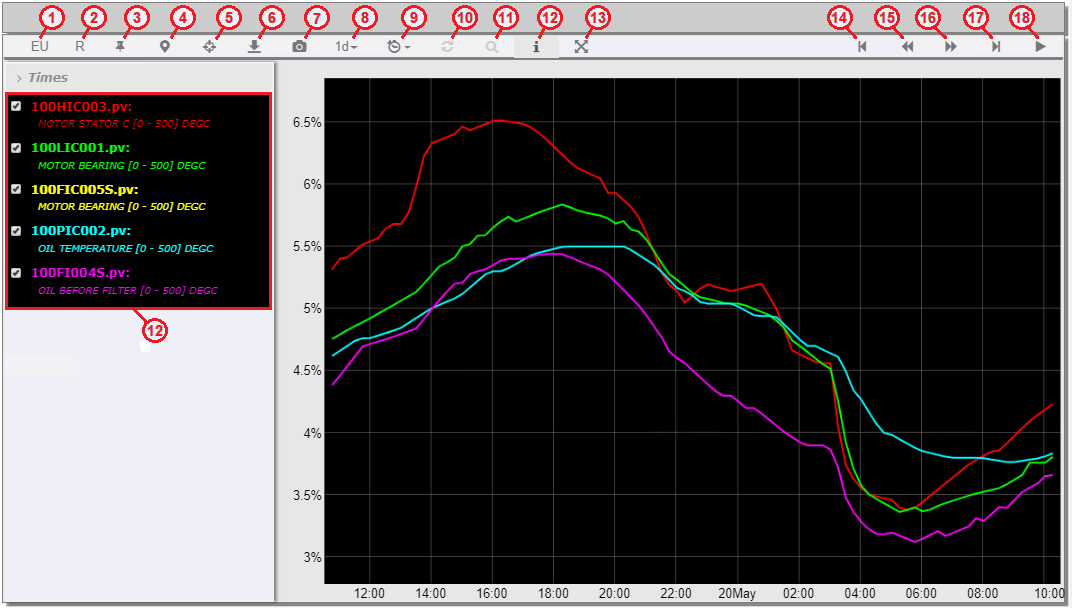 1 2 3 4 5 6 7 8 9 10 11 12 13 14 15 16 17 18
EU R 1d i
› Times
100HIC003.pv:
MOTOR STATOR C [0 - 500] DEGC
100LIC001.pv:
MOTOR BEARING [0 - 500] DEGC
100FIC005S.pv:
MOTOR BEARING [0 - 500] DEGC
100PIC002.pv:
OIL TEMPERATURE [0 - 500] DEGC
100FI004S.pv:
OIL BEFORE FILTER [0 - 500] DEGC
12
6.5%
6%
5.5%
5%
4.5%
4%
3.5%
3%
12:00 14:00 16:00 18:00 20:00 22:00 20May 02:00 04:00 06:00 08:00 10:00